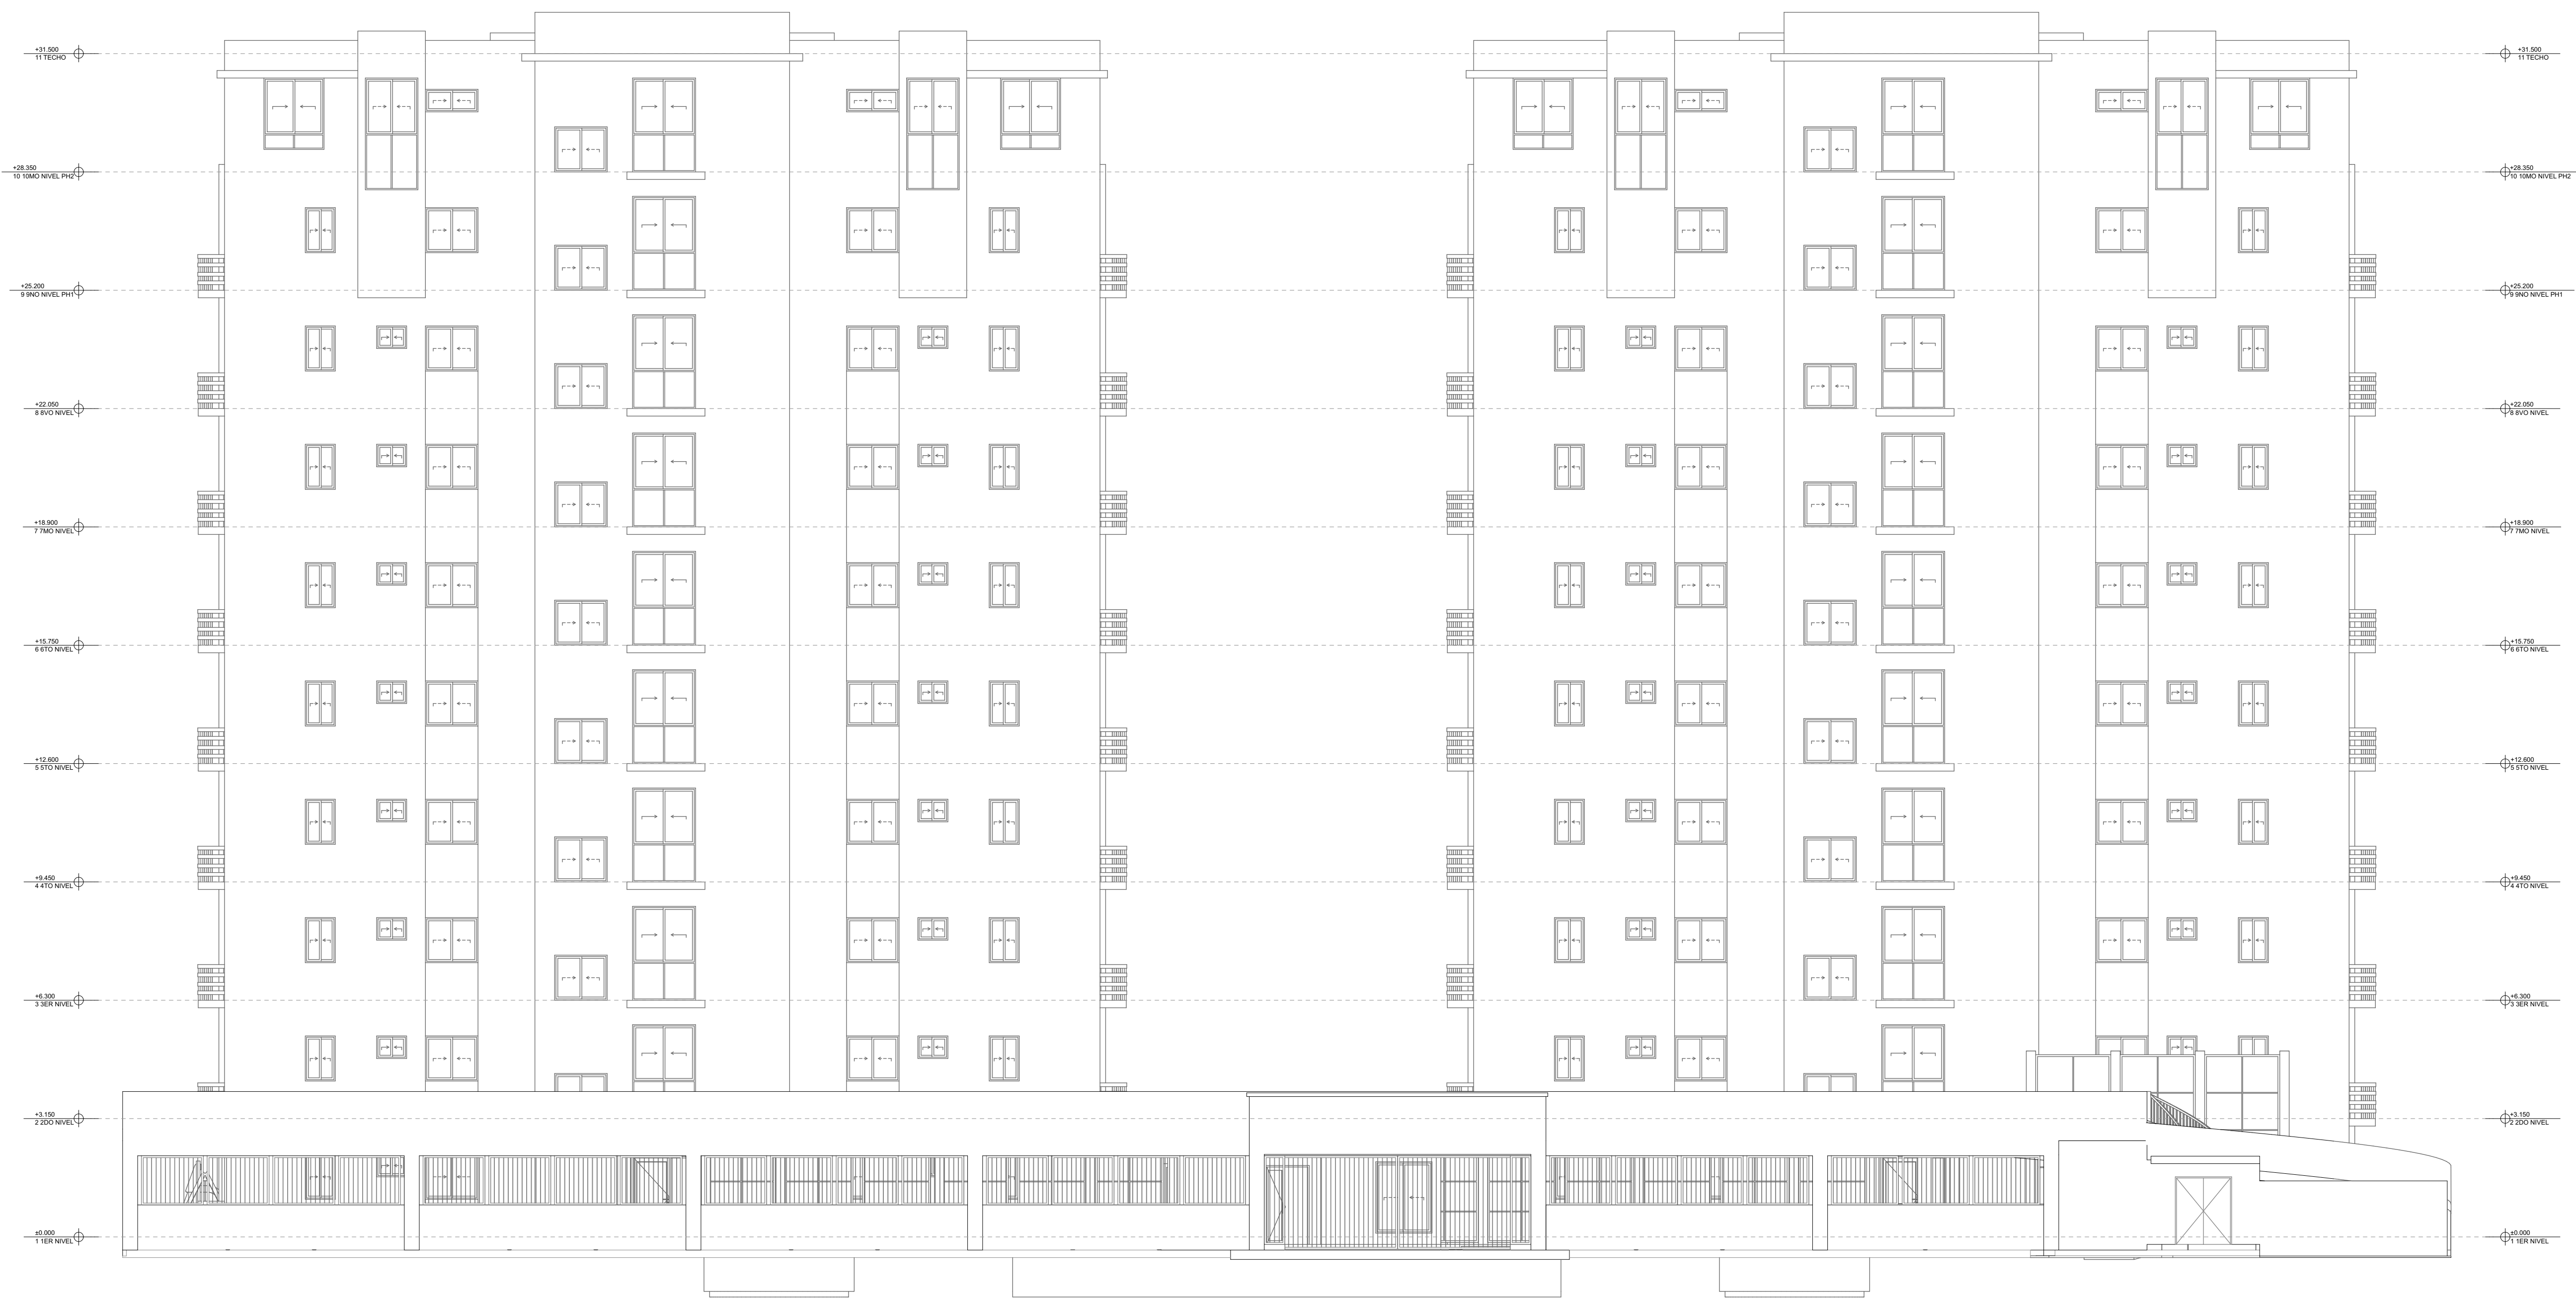 +31.500
11 TECHO
+31.500
11 TECHO
+28.350
10 10MO NIVEL PH2
+28.350
10 10MO NIVEL PH2
+25.200
9 9NO NIVEL PH1
+25.200
9 9NO NIVEL PH1
+22.050
8 8VO NIVEL
+22.050
8 8VO NIVEL
+18.900
7 7MO NIVEL
+18.900
7 7MO NIVEL
+15.750
6 6TO NIVEL
+15.750
6 6TO NIVEL
+12.600
5 5TO NIVEL
+12.600
5 5TO NIVEL
+9.450
4 4TO NIVEL
+9.450
4 4TO NIVEL
+6.300
3 3ER NIVEL
+6.300
3 3ER NIVEL
+3.150
2 2DO NIVEL
+3.150
2 2DO NIVEL
±0.000
1 1ER NIVEL
±0.000
1 1ER NIVEL